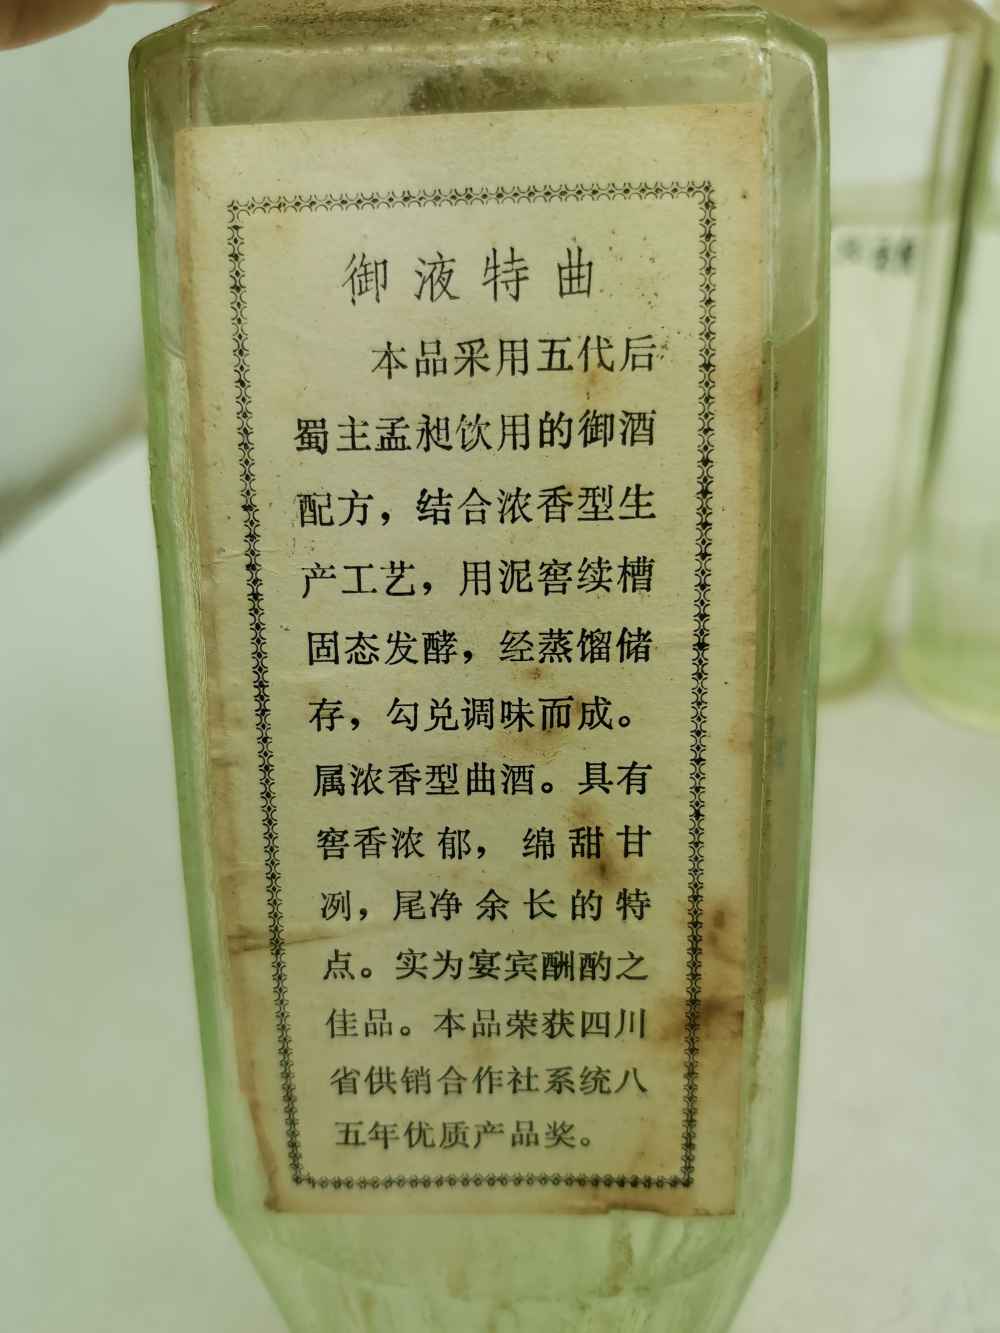 御液特曲
本品采用五代后
蜀主孟昶饮用的御酒
配方，结合浓香型生
产工艺，用泥窖续槽
固态发酵，经蒸馏储
存，勾兑调味而成。
属浓香型曲酒。具有
窖香浓郁，绵甜甘
冽，尾净余长的特
点。实为宴宾酬酌之
佳品。本品荣获四川
省供销合作社系统八
五年优质产品奖。